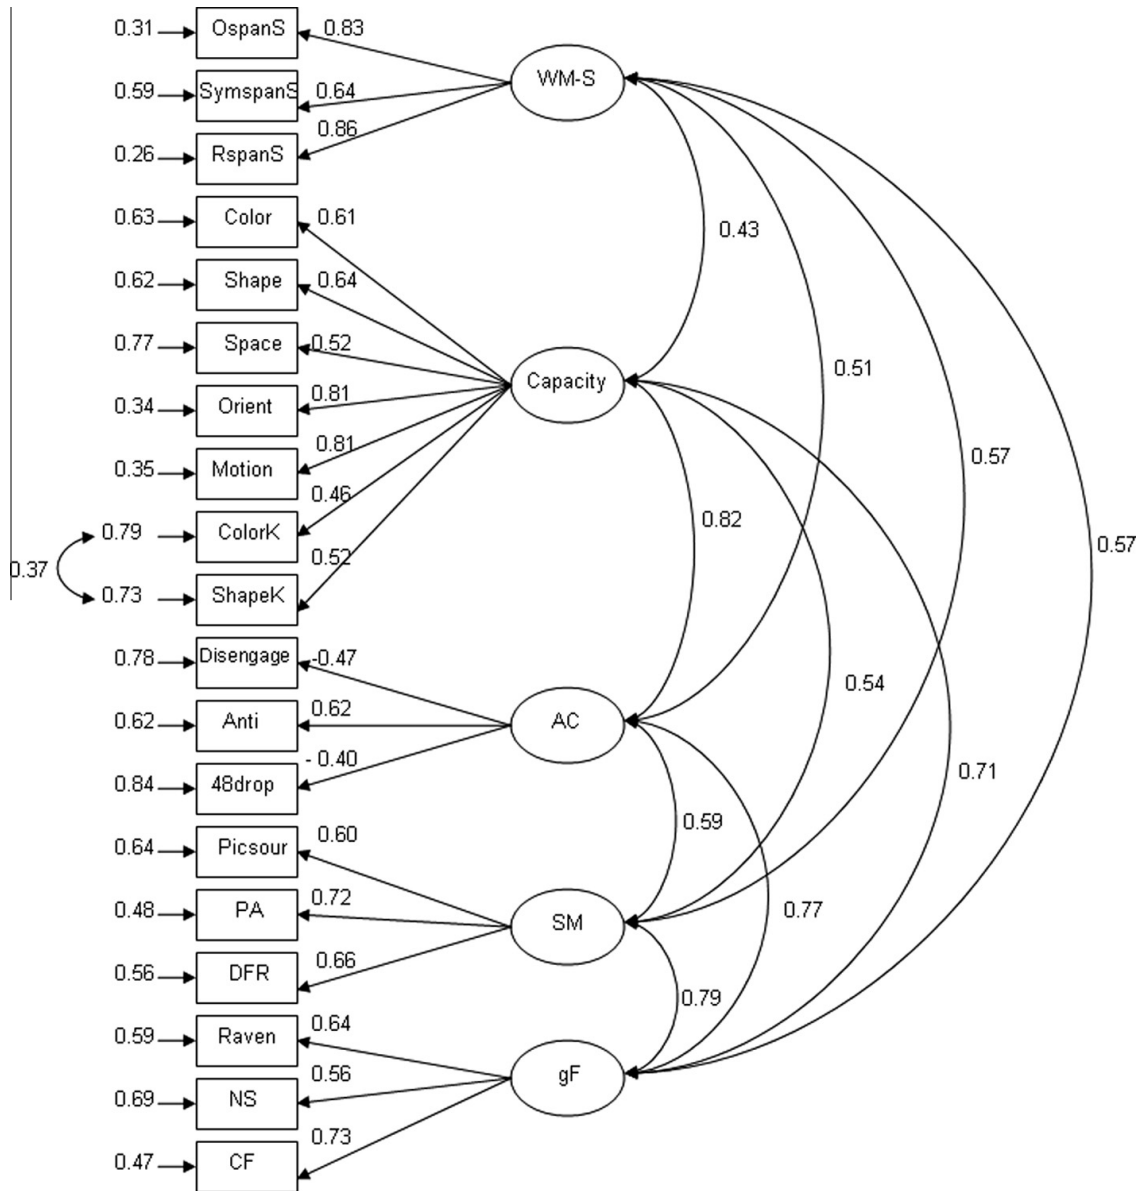 0.31 OspanS 0.83
0.59 SymspanS 0.64
0.26 RspanS 0.86
WM-S
0.63 Color 0.61
0.62 Shape 0.64
0.77 Space 0.52
0.34 Orient 0.81
0.35 Motion 0.81
0.79 ColorK 0.46
0.73 ShapeK 0.52
0.37
Capacity
0.78 Disengage -0.47
0.62 Anti 0.62
0.84 48drop - 0.40
AC
0.64 Picsour 0.60
0.48 PA 0.72
0.56 DFR 0.66
SM
0.59 Raven 0.64
0.69 NS 0.56
0.47 CF 0.73
gF
0.43
0.51
0.57
0.57
0.82
0.54
0.71
0.59
0.77
0.79